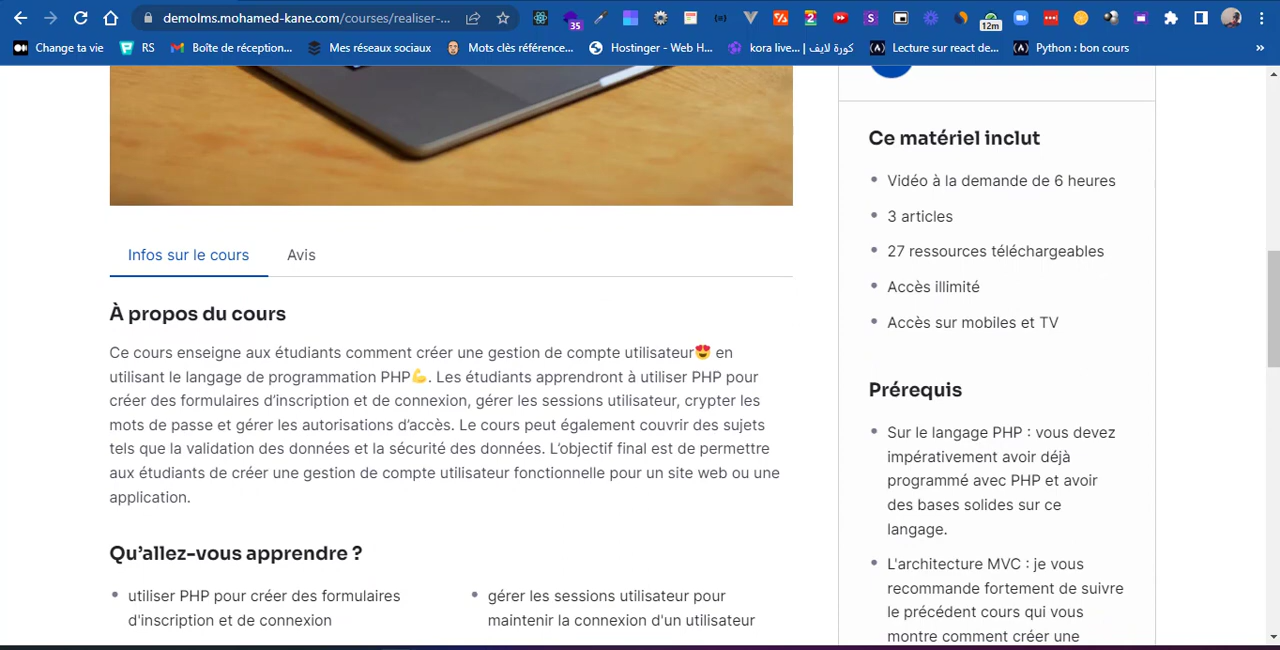 demolms.mohamed-kane.com/courses/realiser-...
35
2
S
12m
Change ta vie
RS
Boîte de réception...
Mes réseaux sociaux
Mots clés référence...
Hostinger - Web H...
كورة لايف | kora live...
Lecture sur react de...
Python : bon cours
»
Infos sur le cours
Avis
À propos du cours
Ce cours enseigne aux étudiants comment créer une gestion de compte utilisateur😍 en
utilisant le langage de programmation PHP💪. Les étudiants apprendront à utiliser PHP pour
créer des formulaires d’inscription et de connexion, gérer les sessions utilisateur, crypter les
mots de passe et gérer les autorisations d’accès. Le cours peut également couvrir des sujets
tels que la validation des données et la sécurité des données. L’objectif final est de permettre
aux étudiants de créer une gestion de compte utilisateur fonctionnelle pour un site web ou une
application.
Qu’allez-vous apprendre ?
utiliser PHP pour créer des formulaires
d'inscription et de connexion
gérer les sessions utilisateur pour
maintenir la connexion d'un utilisateur
Ce matériel inclut
Vidéo à la demande de 6 heures
3 articles
27 ressources téléchargeables
Accès illimité
Accès sur mobiles et TV
Prérequis
Sur le langage PHP : vous devez
impérativement avoir déjà
programmé avec PHP et avoir
des bases solides sur ce
langage.
L'architecture MVC : je vous
recommande fortement de suivre
le précédent cours qui vous
montre comment créer une